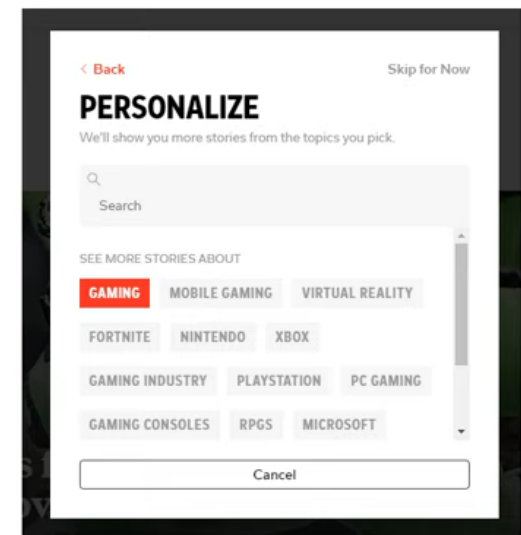 < Back
Skip for Now
PERSONALIZE
We'll show you more stories from the topics you pick.
Search
SEE MORE STORIES ABOUT
GAMING MOBILE GAMING VIRTUAL REALITY
FORTNITE NINTENDO XBOX
GAMING INDUSTRY PLAYSTATION PC GAMING
GAMING CONSOLES RPGS MICROSOFT
Cancel